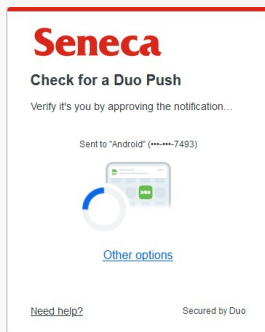 Seneca
Check for a Duo Push
Verify it's you by approving the notification…
Sent to "Android" (•••-•••-7493)
Other options
Need help?
Secured by Duo